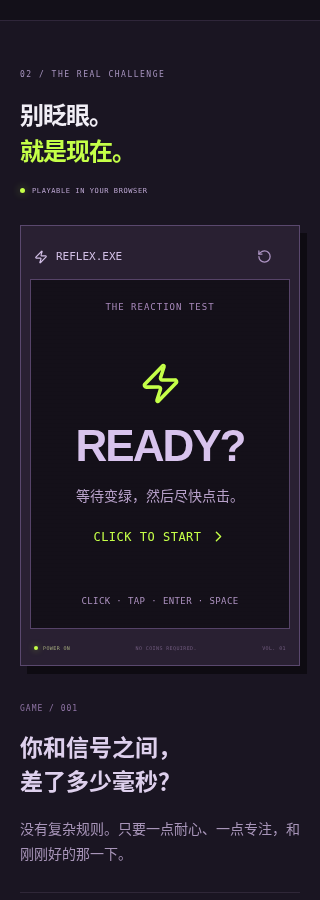 02 / THE REAL CHALLENGE
别眨眼。
就是现在。
PLAYABLE IN YOUR BROWSER
REFLEX.EXE
THE REACTION TEST
READY?
等待变绿，然后尽快点击。
CLICK TO START
CLICK · TAP · ENTER · SPACE
POWER ON
NO COINS REQUIRED.
VOL. 01
GAME / 001
你和信号之间，
差了多少毫秒？
没有复杂规则。只要一点耐心、一点专注，和
刚刚好的那一下。